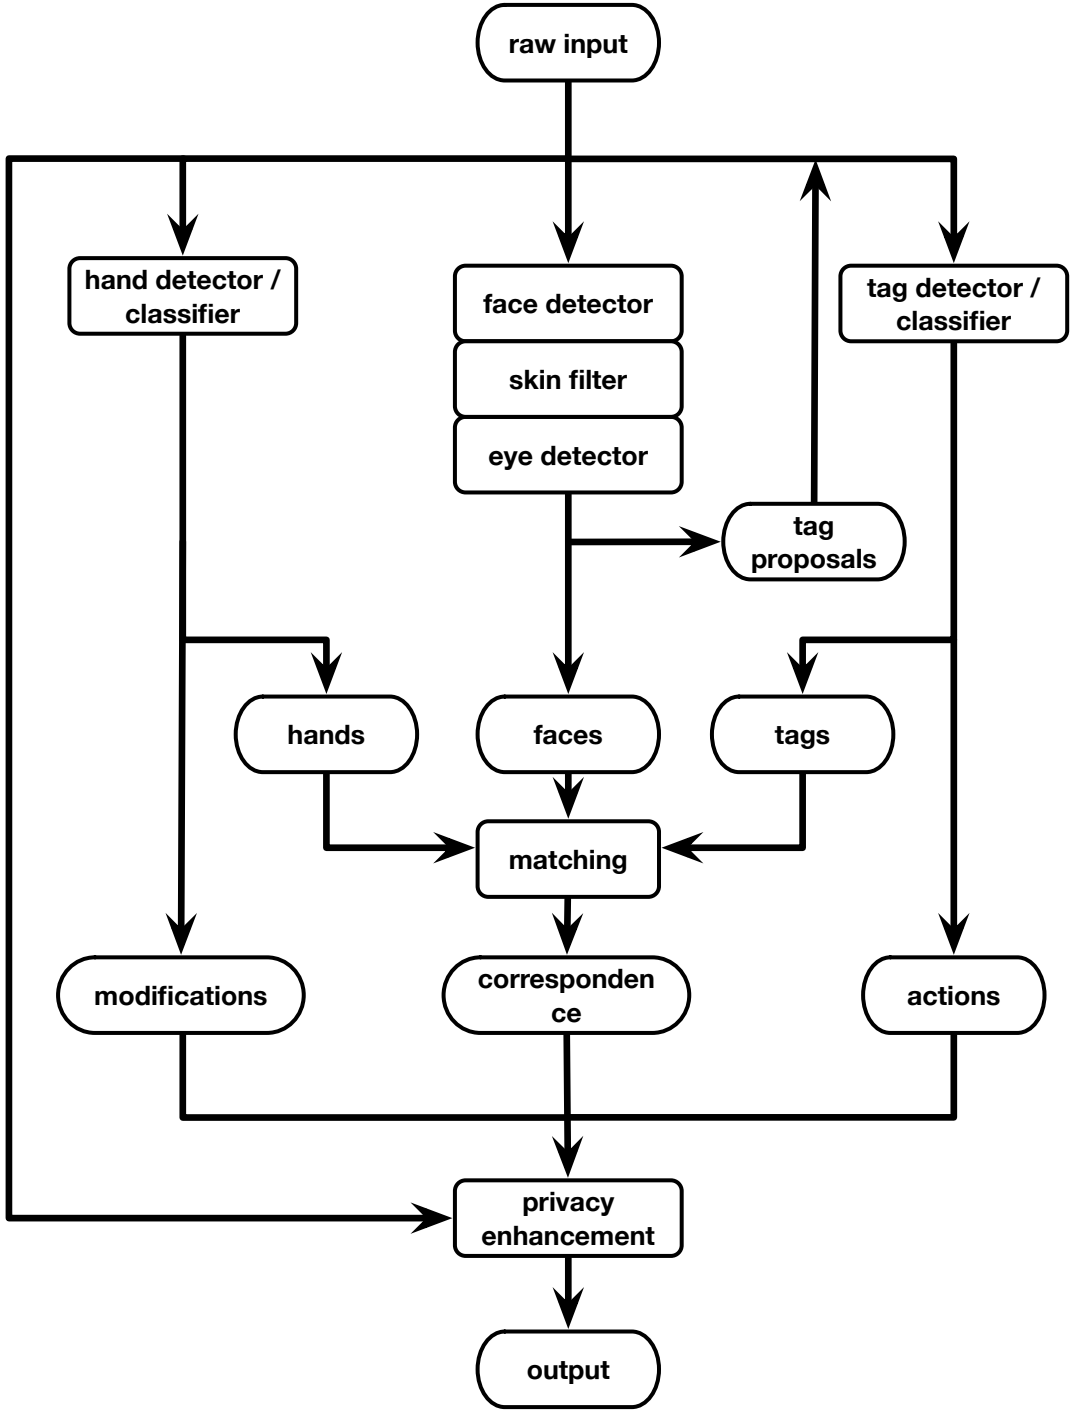 raw input
hand detector /
classifier
face detector
skin filter
eye detector
tag detector /
classifier
tag
proposals
hands
faces
tags
matching
modifications
corresponden
ce
actions
privacy
enhancement
output